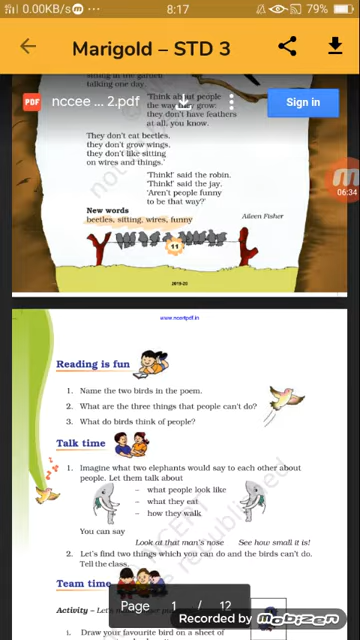 0.00KB/s 8:17 79%
Marigold – STD 3
sitting in the garden
talking one day.
PDF nccee ... 2.pdf Sign in
'Think about people
the way they grow:
they don't have feathers
at all, you know.
They don't eat beetles,
they don't grow wings,
they don't like sitting
on wires and things.'
'Think!' said the robin.
'Think!' said the jay,
'Aren't people funny
to be that way?'
06:34
New words
beetles, sitting, wires, funny
Aileen Fisher
11
2019-20
www.ncertpdf.in
Reading is fun
1. Name the two birds in the poem.
2. What are the three things that people can't do?
3. What do birds think of people?
Talk time
1. Imagine what two elephants would say to each other about
people. Let them talk about
– what people look like
– what they eat
– how they walk
You can say
Look at that man's nose See how small it is!
2. Let's find two things which you can do and the birds can't do.
Tell the class.
Team time
Page 1 / 12
Activity –
RECORDED BY Mobizen
i. Draw your favourite bird on a sheet of